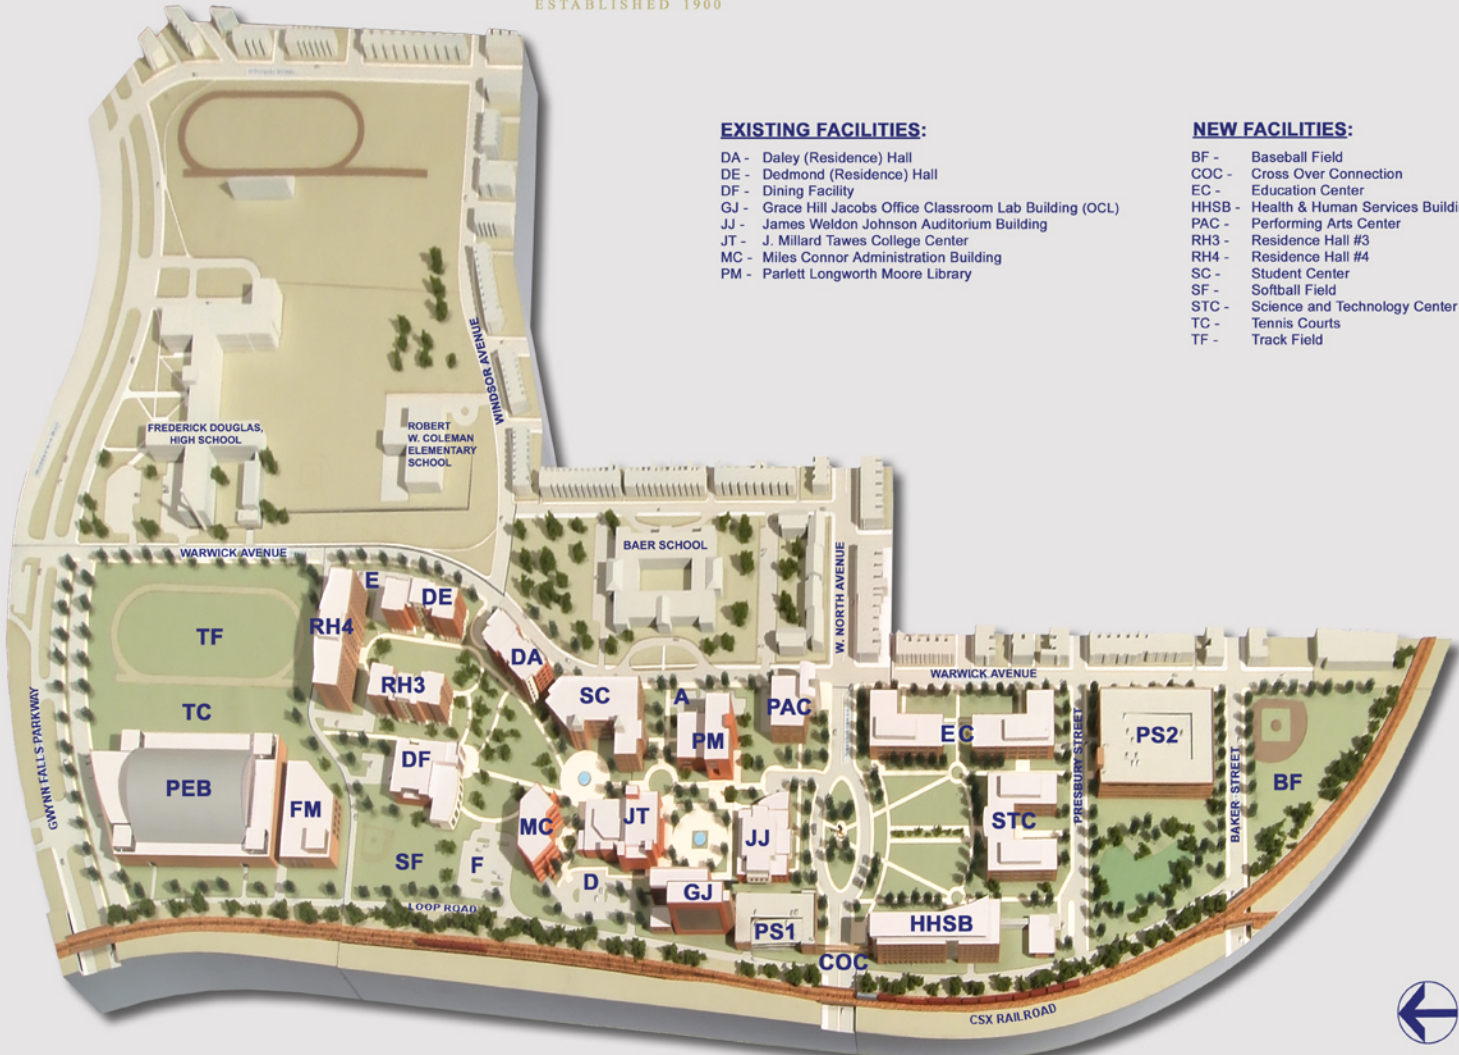 ESTABLISHED 1900
EXISTING FACILITIES:
DA - Daley (Residence) Hall
DE - Dedmond (Residence) Hall
DF - Dining Facility
GJ - Grace Hill Jacobs Office Classroom Lab Building (OCL)
JJ - James Weldon Johnson Auditorium Building
JT - J. Millard Tawes College Center
MC - Miles Connor Administration Building
PM - Parlett Longworth Moore Library
NEW FACILITIES:
BF - Baseball Field
COC - Cross Over Connection
EC - Education Center
HHSB - Health & Human Services Buildi
PAC - Performing Arts Center
RH3 - Residence Hall #3
RH4 - Residence Hall #4
SC - Student Center
SF - Softball Field
STC - Science and Technology Center
TC - Tennis Courts
TF - Track Field
WINDSOR AVENUE
FREDERICK DOUGLAS,
HIGH SCHOOL
ROBERT
W. COLEMAN
ELEMENTARY
SCHOOL
WARWICK AVENUE
BAER SCHOOL
W. NORTH AVENUE
E
DE
RH4
TF
DA
RH3
SC
A
PAC
WARWICK AVENUE
TC
PM
EC
PRESBURY STREET
PS2
GWYNN FALLS PARKWAY
DF
BAKER STREET
BF
PEB
FM
MC
JT
JJ
STC
SF
F
D
GJ
LOOP ROAD
PS1
HHSB
COC
CSX RAILROAD